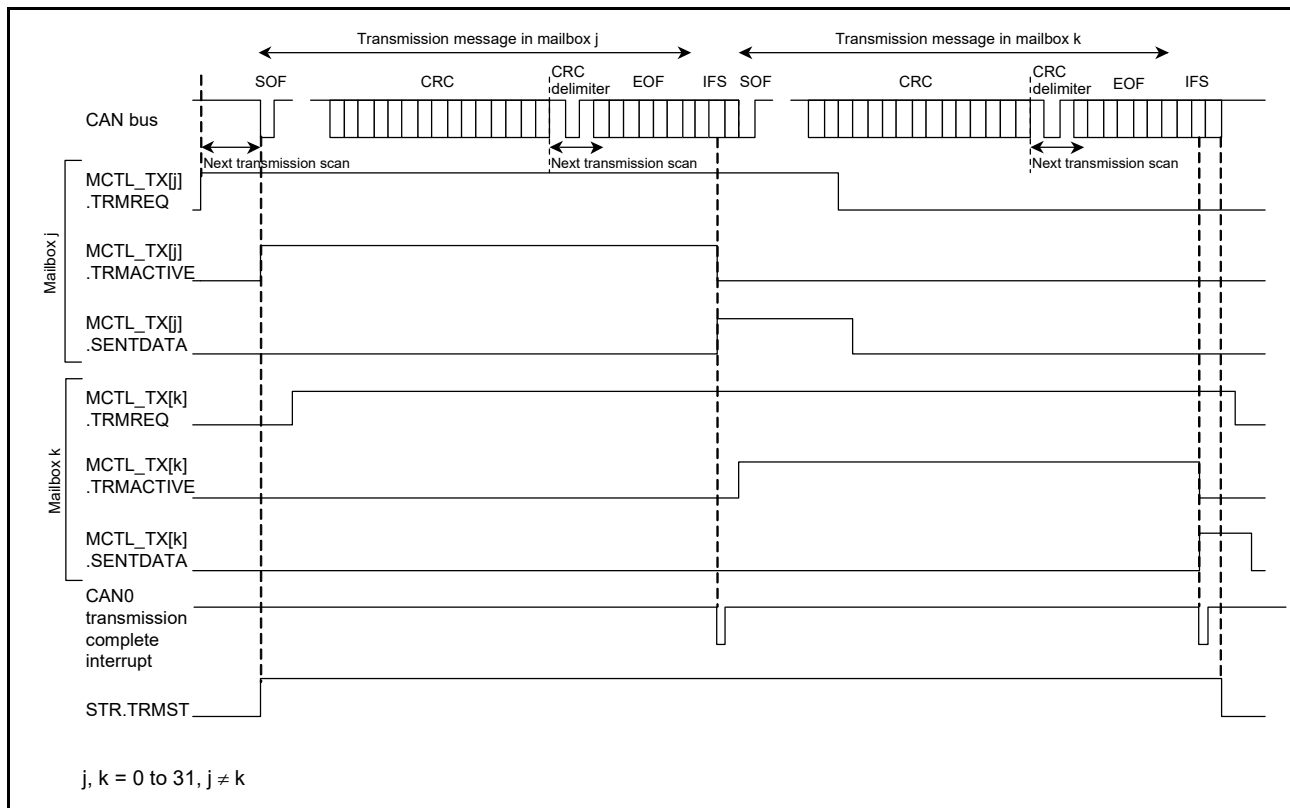 Transmission message in mailbox j
Transmission message in mailbox k
SOF
CRC
CRC
delimiter
EOF
IFS
SOF
CRC
CRC
delimiter
EOF
IFS
CAN bus
Next transmission scan
Next transmission scan
Next transmission scan
Mailbox j
MCTL_TX[j]
.TRMREQ
MCTL_TX[j]
.TRMACTIVE
MCTL_TX[j]
.SENTDATA
Mailbox k
MCTL_TX[k]
.TRMREQ
MCTL_TX[k]
.TRMACTIVE
MCTL_TX[k]
.SENTDATA
CAN0
transmission
complete
interrupt
STR.TRMST
j, k = 0 to 31, j ≠ k